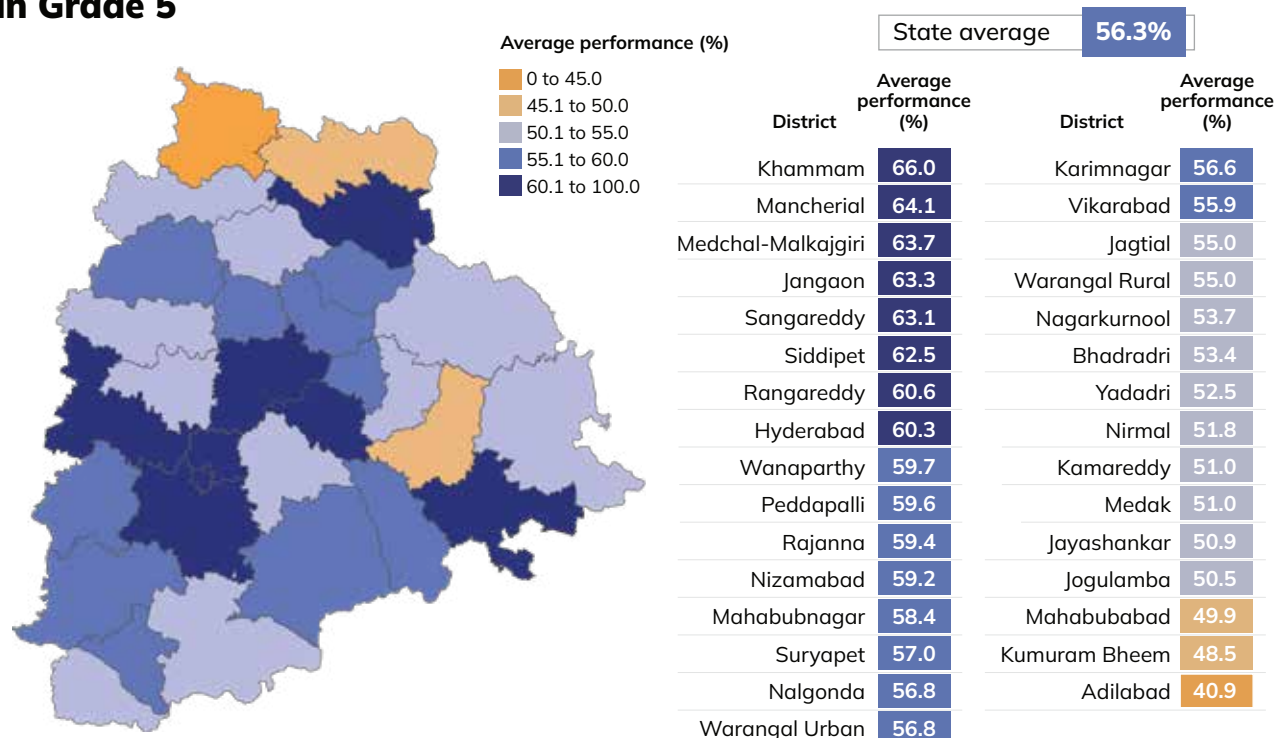 in Grade 5
State average 56.3%
Average performance (%)
0 to 45.0
45.1 to 50.0
50.1 to 55.0
55.1 to 60.0
60.1 to 100.0
District Average performance (%)
Khammam 66.0
Mancherial 64.1
Medchal-Malkajgiri 63.7
Jangaon 63.3
Sangareddy 63.1
Siddipet 62.5
Rangareddy 60.6
Hyderabad 60.3
Wanaparthy 59.7
Peddapalli 59.6
Rajanna 59.4
Nizamabad 59.2
Mahabubnagar 58.4
Suryapet 57.0
Nalgonda 56.8
Warangal Urban 56.8
District Average performance (%)
Karimnagar 56.6
Vikarabad 55.9
Jagtial 55.0
Warangal Rural 55.0
Nagarkurnool 53.7
Bhadradri 53.4
Yadadri 52.5
Nirmal 51.8
Kamareddy 51.0
Medak 51.0
Jayashankar 50.9
Jogulamba 50.5
Mahabubabad 49.9
Kumuram Bheem 48.5
Adilabad 40.9